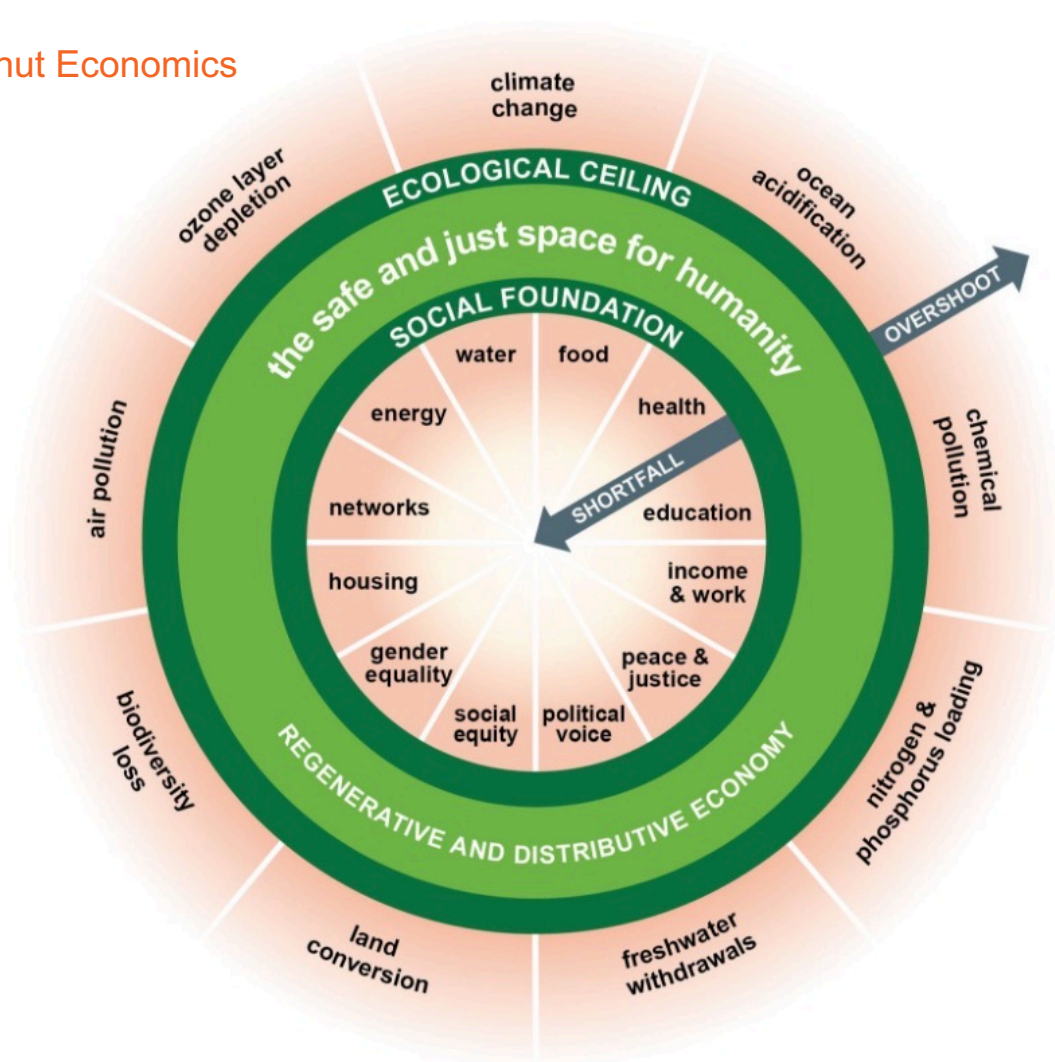 nut Economics
climate
change
ocean
acidification
chemical
pollution
nitrogen &
phosphorus loading
freshwater
withdrawals
land
conversion
biodiversity
loss
air pollution
ozone layer
depletion
ECOLOGICAL CEILING
the safe and just space for humanity
SOCIAL FOUNDATION
OVERSHOOT
water
food
health
SHORTFALL
education
income
& work
peace &
justice
political
voice
social
equity
gender
equality
housing
networks
energy
REGENERATIVE AND DISTRIBUTIVE ECONOMY